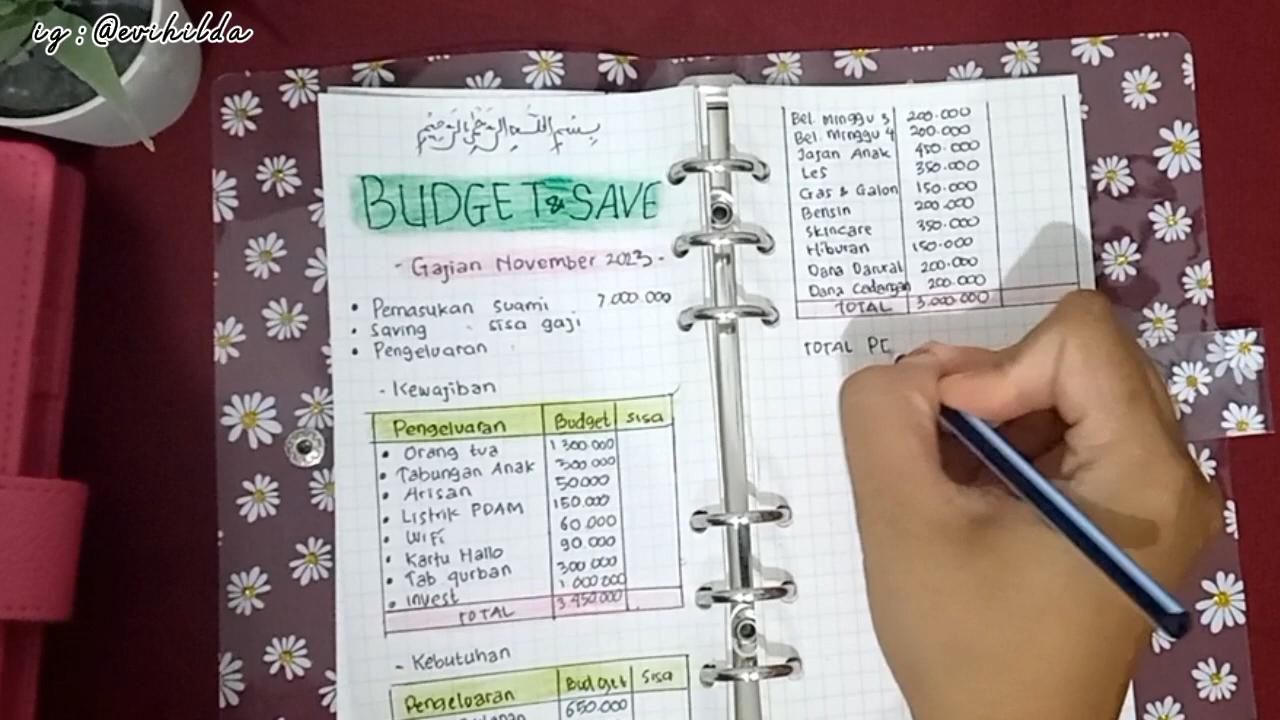 ig : @evihilda
بِسْمِ اللَّهِ الرَّحْمَٰنِ الرَّحِيمِ
BUDGET & SAVE
- Gajian November 2023 -
• Pemasukan suami 7.000.000
• Saving sisa gaji
• Pengeluaran
- Kewajiban
Pengeluaran Budget Sisa
• Orang tua 1.300.000
• Tabungan Anak 500.000
• Arisan 50.000
• Listrik PDAM 150.000
• WiFi 60.000
• Kartu Hallo 90.000
• Tab qurban 300.000
• invest 1.000.000
TOTAL 3.450.000
- Kebutuhan
Pengeluaran Budget Sisa
650.000
Bel. Minggu 3 200.000
Bel. Minggu 4 200.000
Jajan Anak 450.000
Les 350.000
Gas & Galon 150.000
Bensin 200.000
Skincare 350.000
Hiburan 150.000
Dana Darurat 200.000
Dana Cadangan 200.000
TOTAL 3.000.000
TOTAL PE